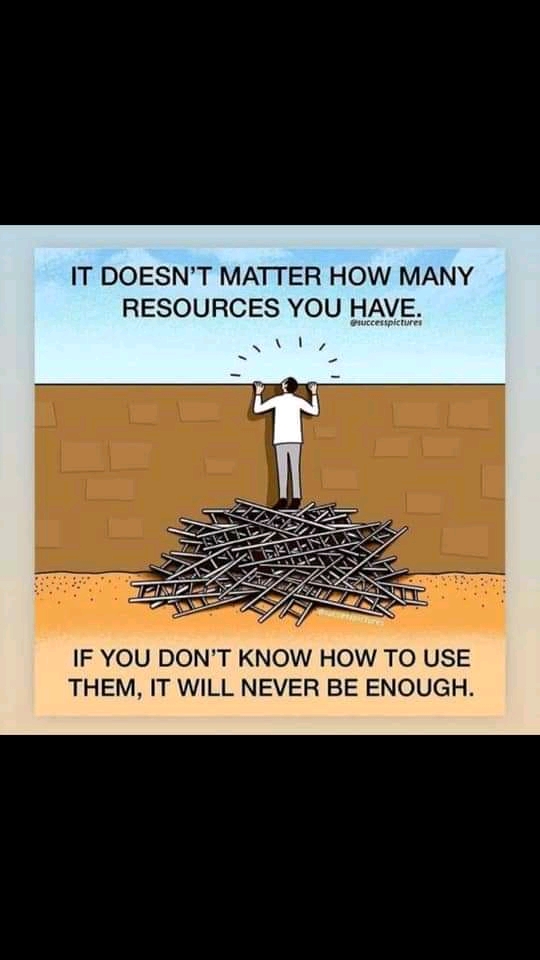 IT DOESN'T MATTER HOW MANY
RESOURCES YOU HAVE.
@successpictures
@successpictures
IF YOU DON'T KNOW HOW TO USE
THEM, IT WILL NEVER BE ENOUGH.